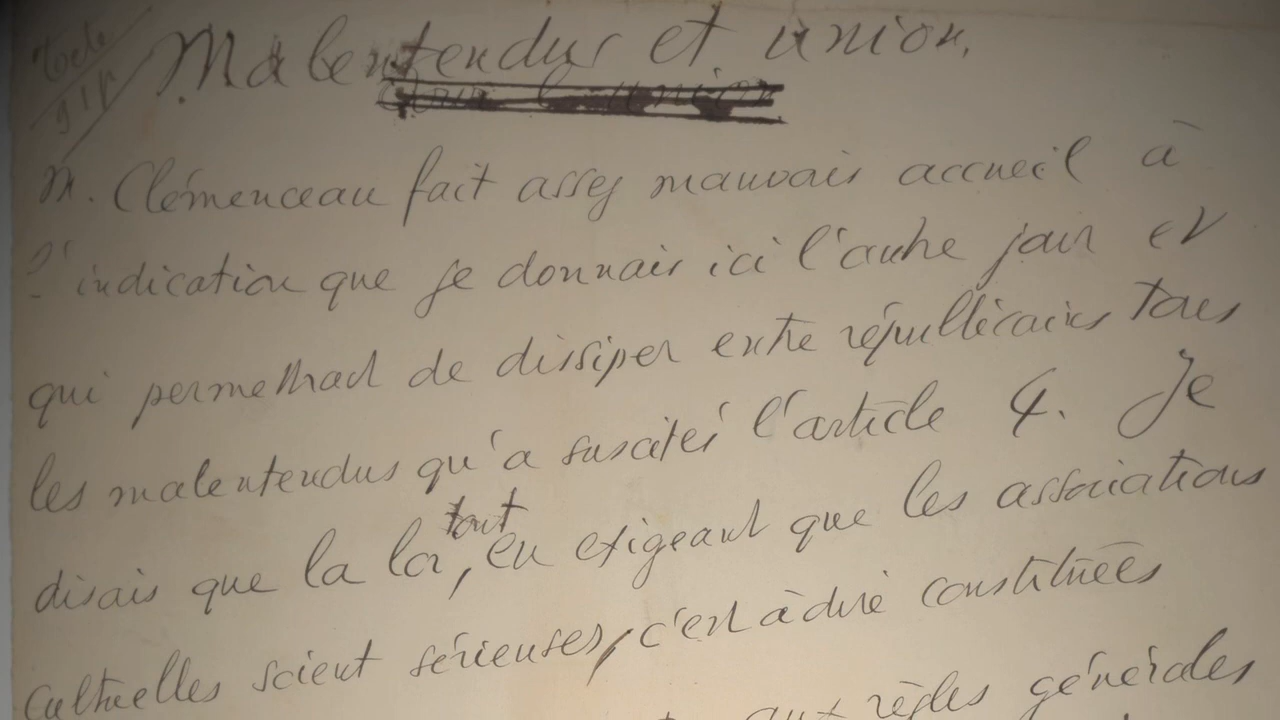 Malentendus et union.
M. Clémenceau fait assez mauvais accueil à
l'indication que je donnais ici l'autre jour et
qui permettrait de dissiper entre républicains tous
les malentendus qu'a suscités l'article 4. Je
disais que la loi, tout en exigeant que les associations
cultuelles soient sérieuses, c'est à dire constituées
aux règles générales